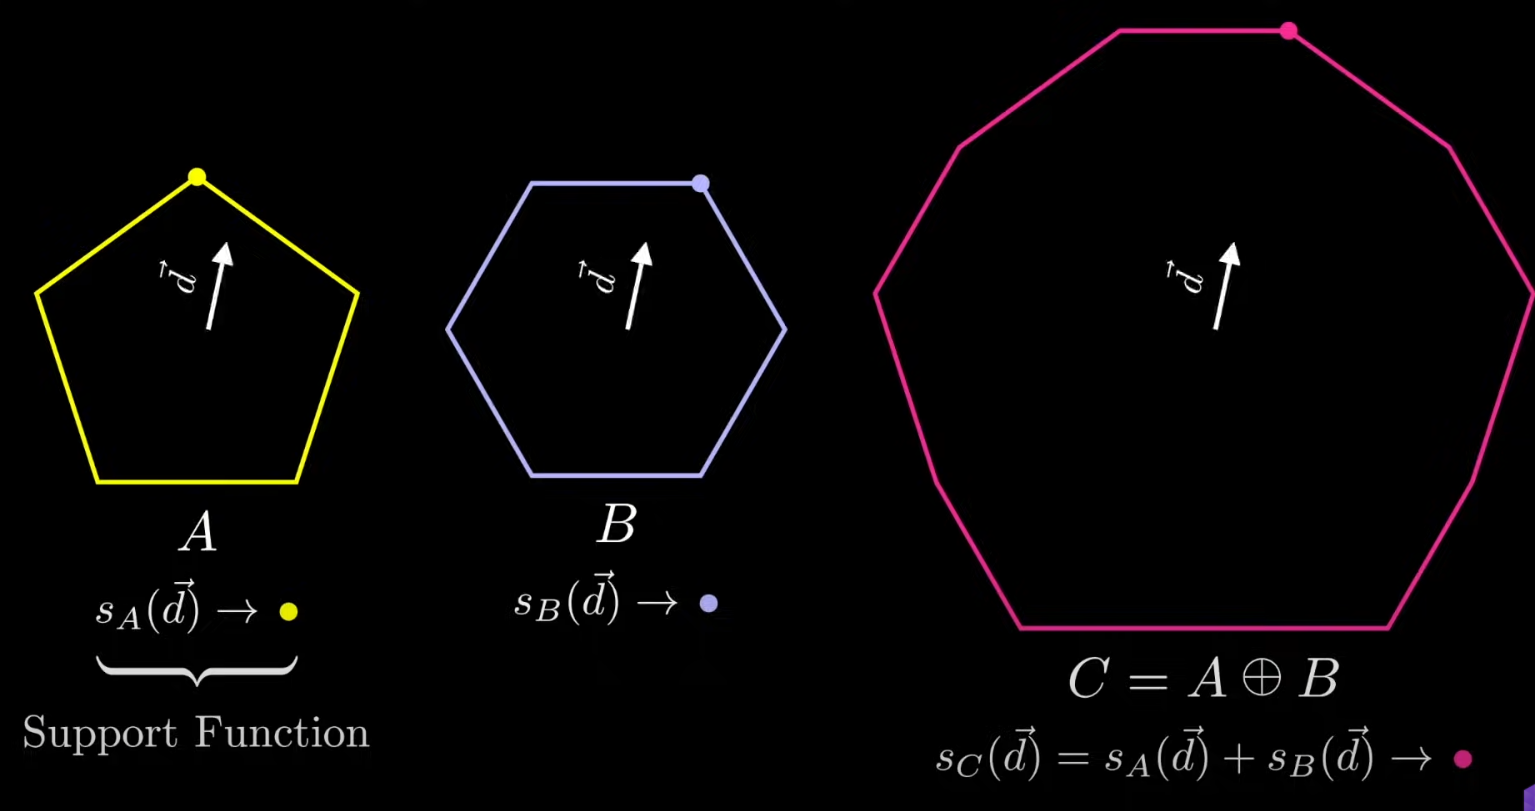 d⃗
d⃗
d⃗
A
B
s_A(d⃗) → ●
s_B(d⃗) → ●
Support Function
C = A ⊕ B
s_C(d⃗) = s_A(d⃗) + s_B(d⃗) → ●